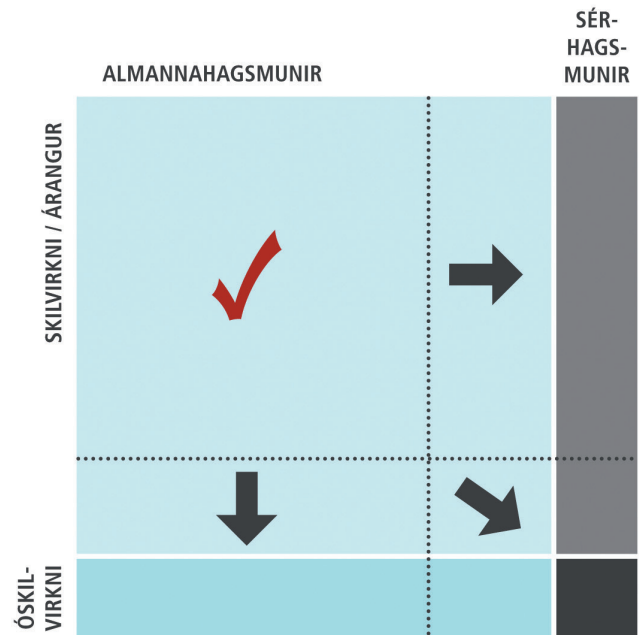 SÉR-
HAGS-
MUNIR
ALMANNAHAGSMUNIR
SKILVIRKNI / ÁRANGUR
ÓSKIL-
VIRKNI